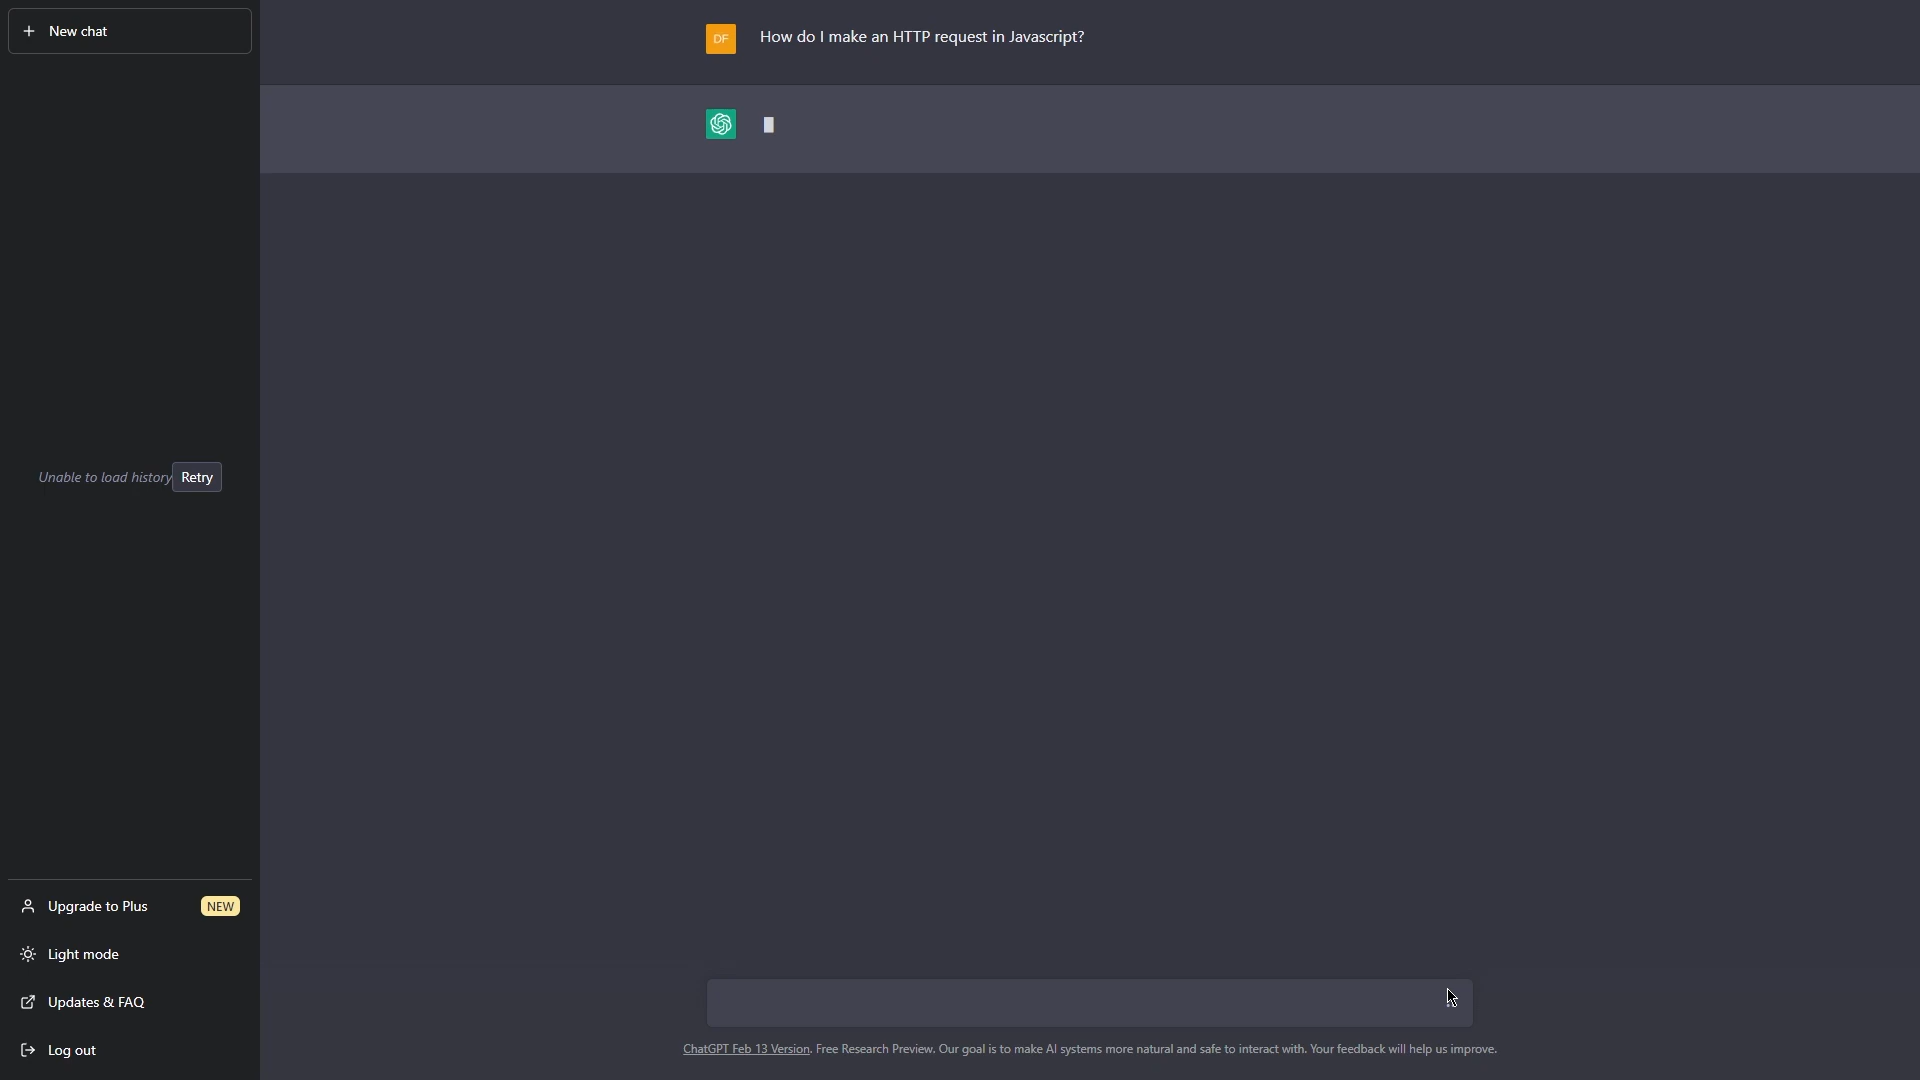 New chat
DF
How do I make an HTTP request in Javascript?
Unable to load history Retry
Upgrade to Plus NEW
Light mode
Updates & FAQ
Log out
ChatGPT Feb 13 Version. Free Research Preview. Our goal is to make AI systems more natural and safe to interact with. Your feedback will help us improve.